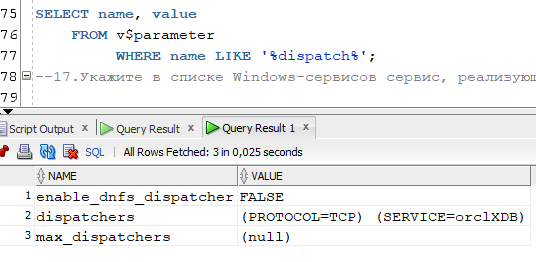 75 SELECT name, value
76 FROM v$parameter
77 WHERE name LIKE '%dispatch%';
78 --17.Укажите в списке Windows-сервисов сервис, реализующ
79
Script Output × Query Result × Query Result 1 ×
SQL | All Rows Fetched: 3 in 0,025 seconds
NAME VALUE
1 enable_dnfs_dispatcher FALSE
2 dispatchers (PROTOCOL=TCP) (SERVICE=orclXDB)
3 max_dispatchers (null)